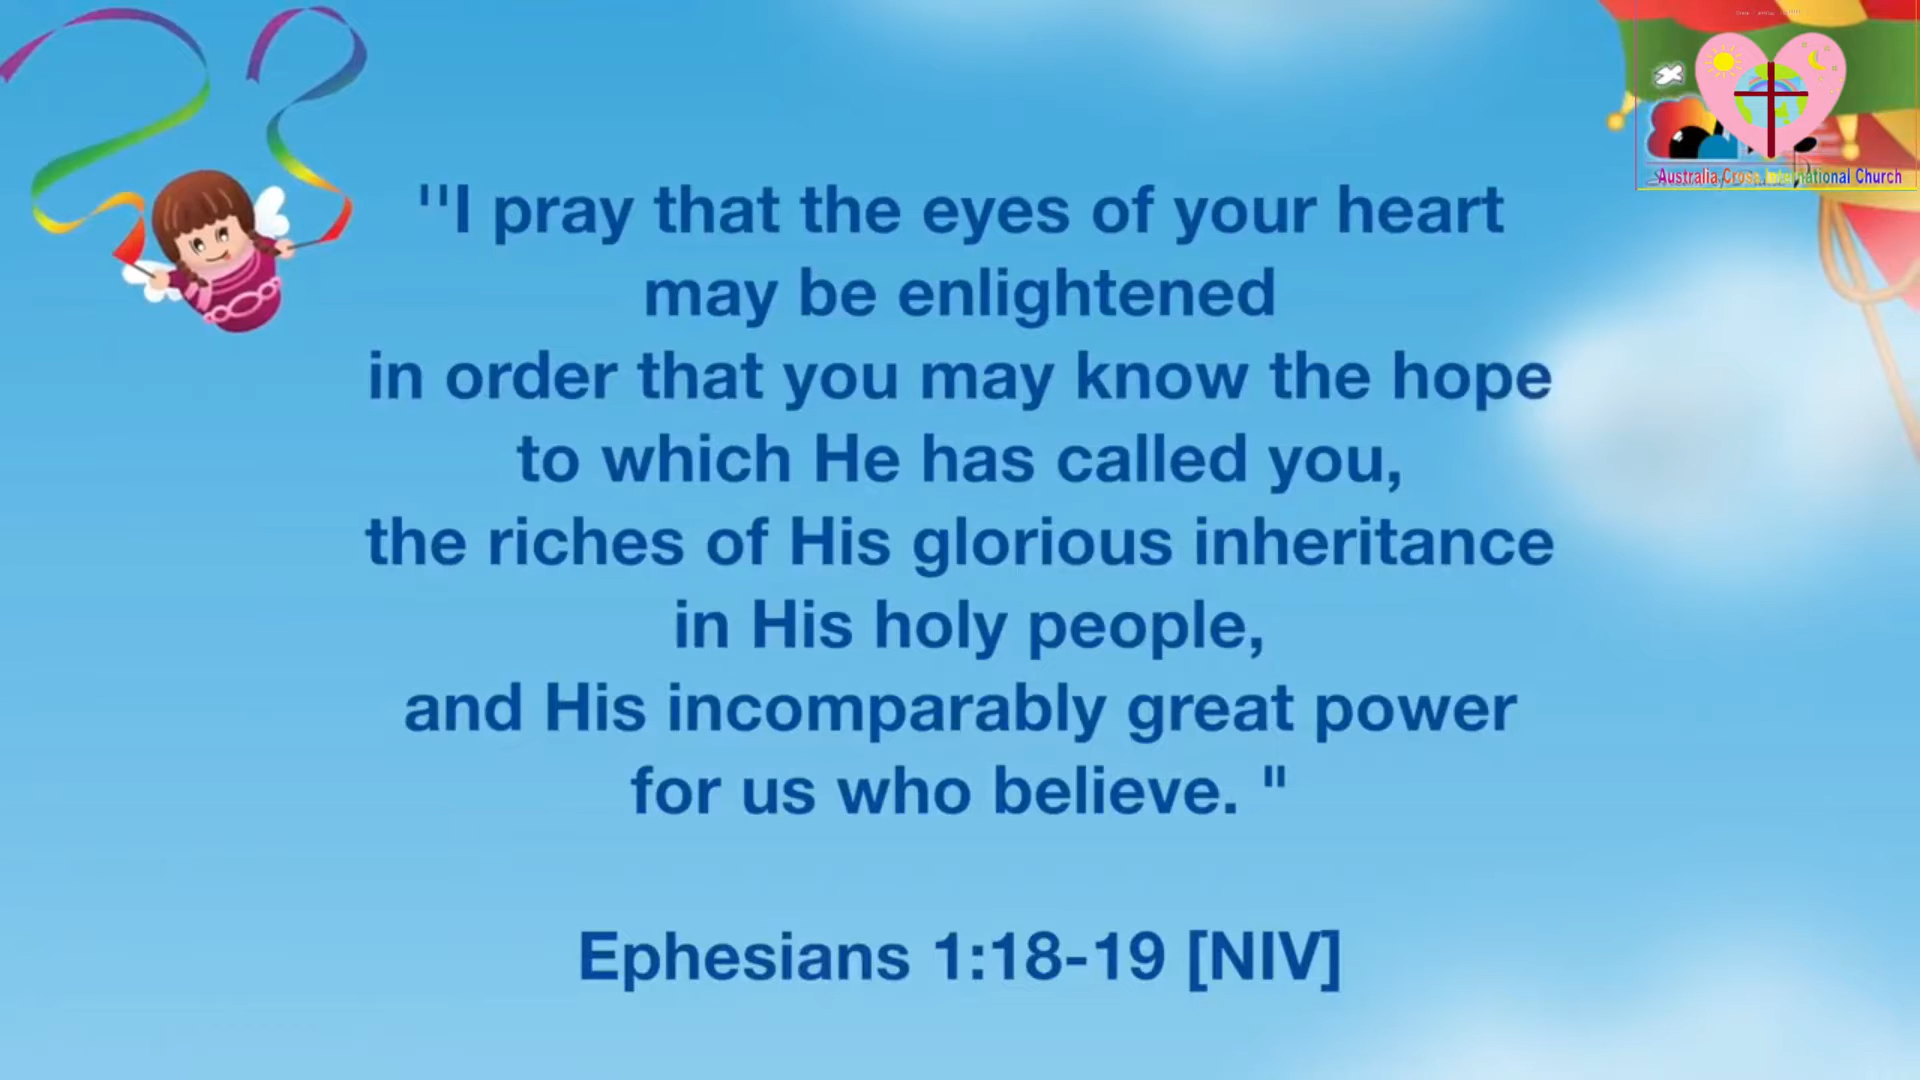 ''I pray that the eyes of your heart
may be enlightened
in order that you may know the hope
to which He has called you,
the riches of His glorious inheritance
in His holy people,
and His incomparably great power
for us who believe. "
Ephesians 1:18-19 [NIV]
Australia Cross International Church